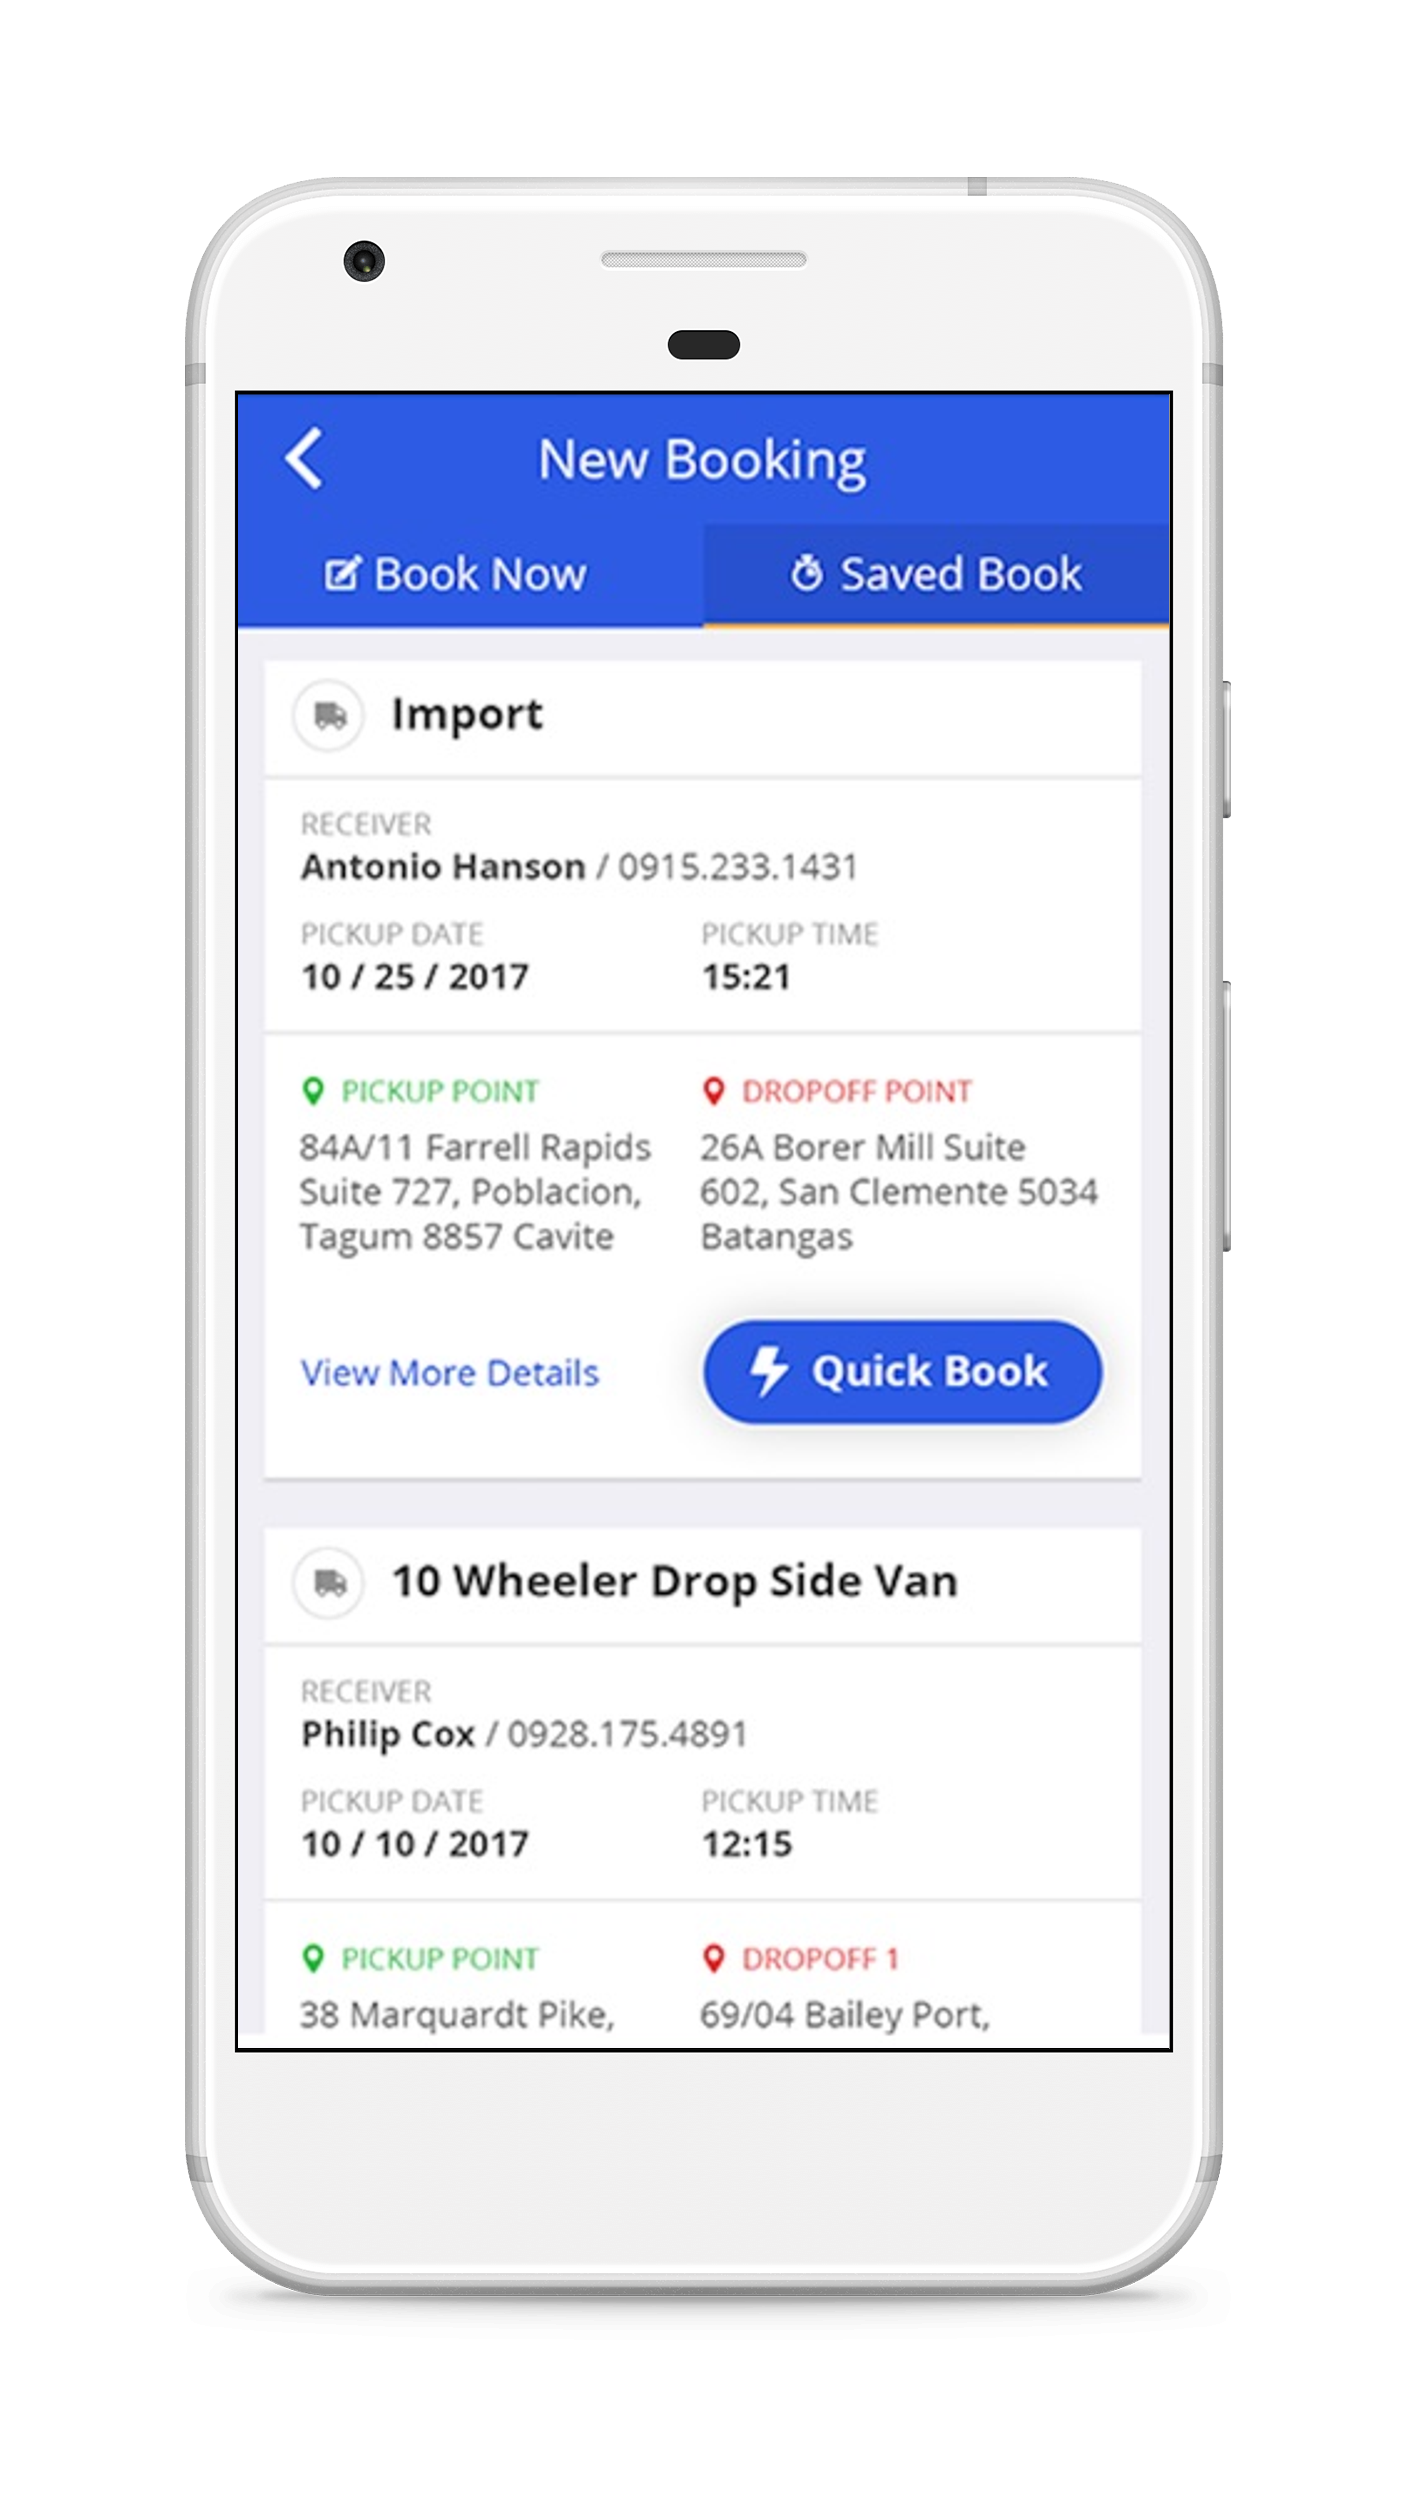 New Booking
Book Now
Saved Book
Import
RECEIVER
Antonio Hanson / 0915.233.1431
PICKUP DATE
PICKUP TIME
10 / 25 / 2017
15:21
PICKUP POINT
84A/11 Farrell Rapids
Suite 727, Poblacion,
Tagum 8857 Cavite
DROPOFF POINT
26A Borer Mill Suite
602, San Clemente 5034
Batangas
View More Details
Quick Book
10 Wheeler Drop Side Van
RECEIVER
Philip Cox / 0928.175.4891
PICKUP DATE
PICKUP TIME
10 / 10 / 2017
12:15
PICKUP POINT
38 Marquardt Pike,
DROPOFF 1
69/04 Bailey Port,